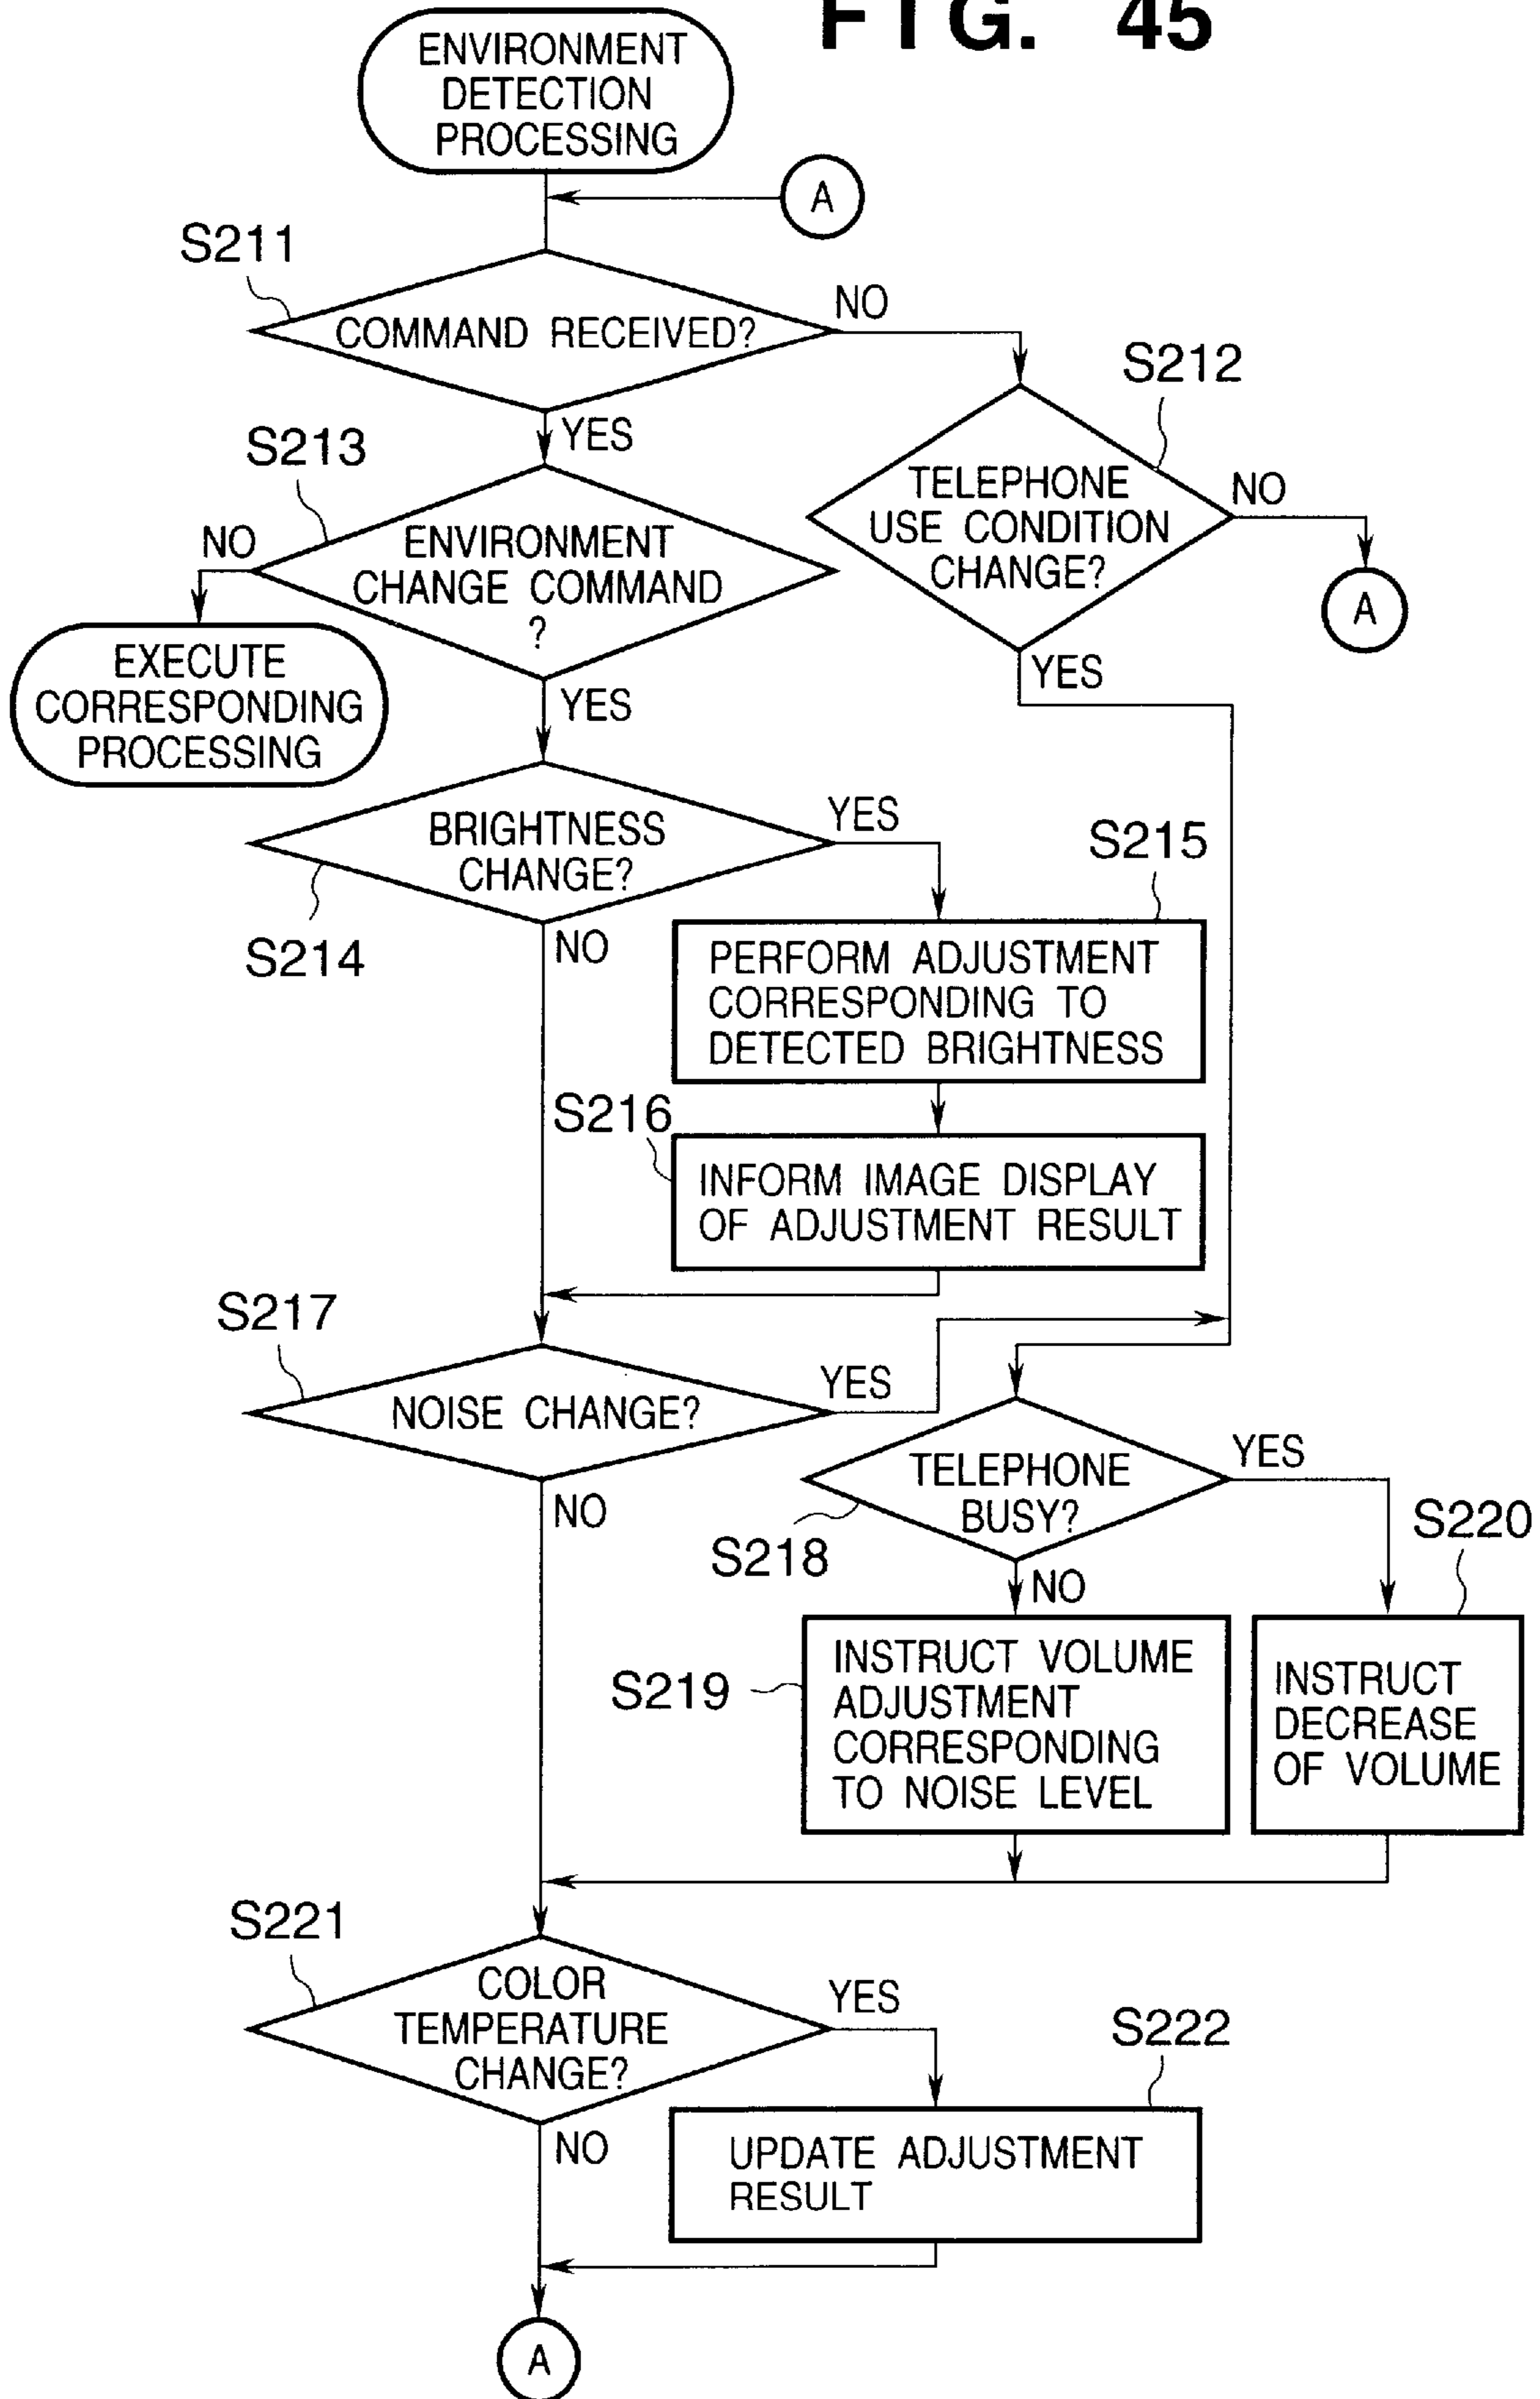 FIG. 45
ENVIRONMENT
DETECTION
PROCESSING
A
S211
COMMAND RECEIVED?
NO
YES
S212
TELEPHONE
USE CONDITION
CHANGE?
NO
A
YES
S213
ENVIRONMENT
CHANGE COMMAND
?
NO
EXECUTE
CORRESPONDING
PROCESSING
YES
BRIGHTNESS
CHANGE?
S214
YES
NO
S215
PERFORM ADJUSTMENT
CORRESPONDING TO
DETECTED BRIGHTNESS
S216
INFORM IMAGE DISPLAY
OF ADJUSTMENT RESULT
S217
NOISE CHANGE?
YES
NO
TELEPHONE
BUSY?
S218
YES
NO
S219
INSTRUCT VOLUME
ADJUSTMENT
CORRESPONDING
TO NOISE LEVEL
S220
INSTRUCT
DECREASE
OF VOLUME
S221
COLOR
TEMPERATURE
CHANGE?
YES
NO
S222
UPDATE ADJUSTMENT
RESULT
A